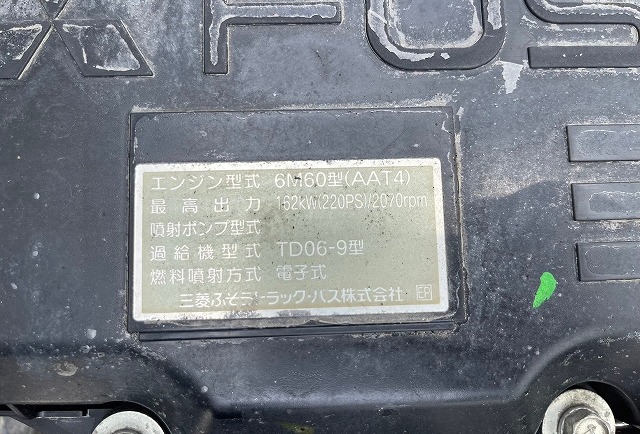 FUS
エンジン型式 6M60型(AAT4)
最高出力 162kW(220PS)/2070rpm
噴射ポンプ型式
過給機型式 TD06-9型
燃料噴射方式 電子式
三菱ふそうトラック・バス株式会社 印